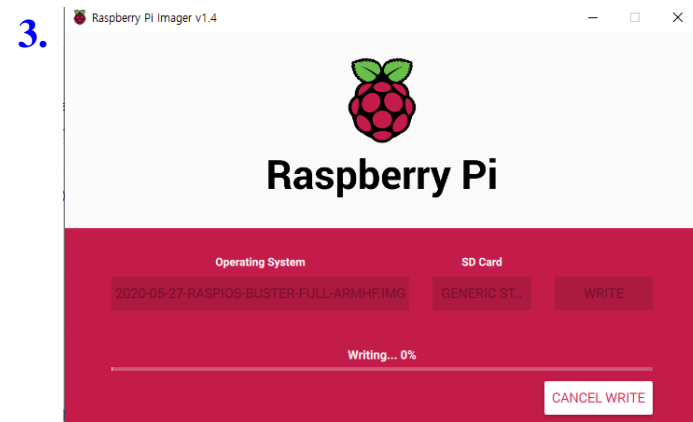 3.
Raspberry Pi Imager v1.4
Raspberry Pi
Operating System
SD Card
2020-05-27-RASPIOS-BUSTER-FULL-ARMHF.IMG
GENERIC ST...
WRITE
Writing... 0%
CANCEL WRITE